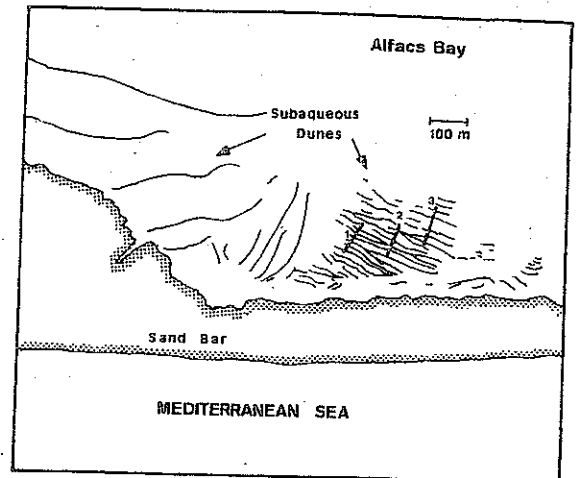 Alfacs Bay
Subaqueous
Dunes
100 m
3
2
1
Sand Bar
MEDITERRANEAN SEA